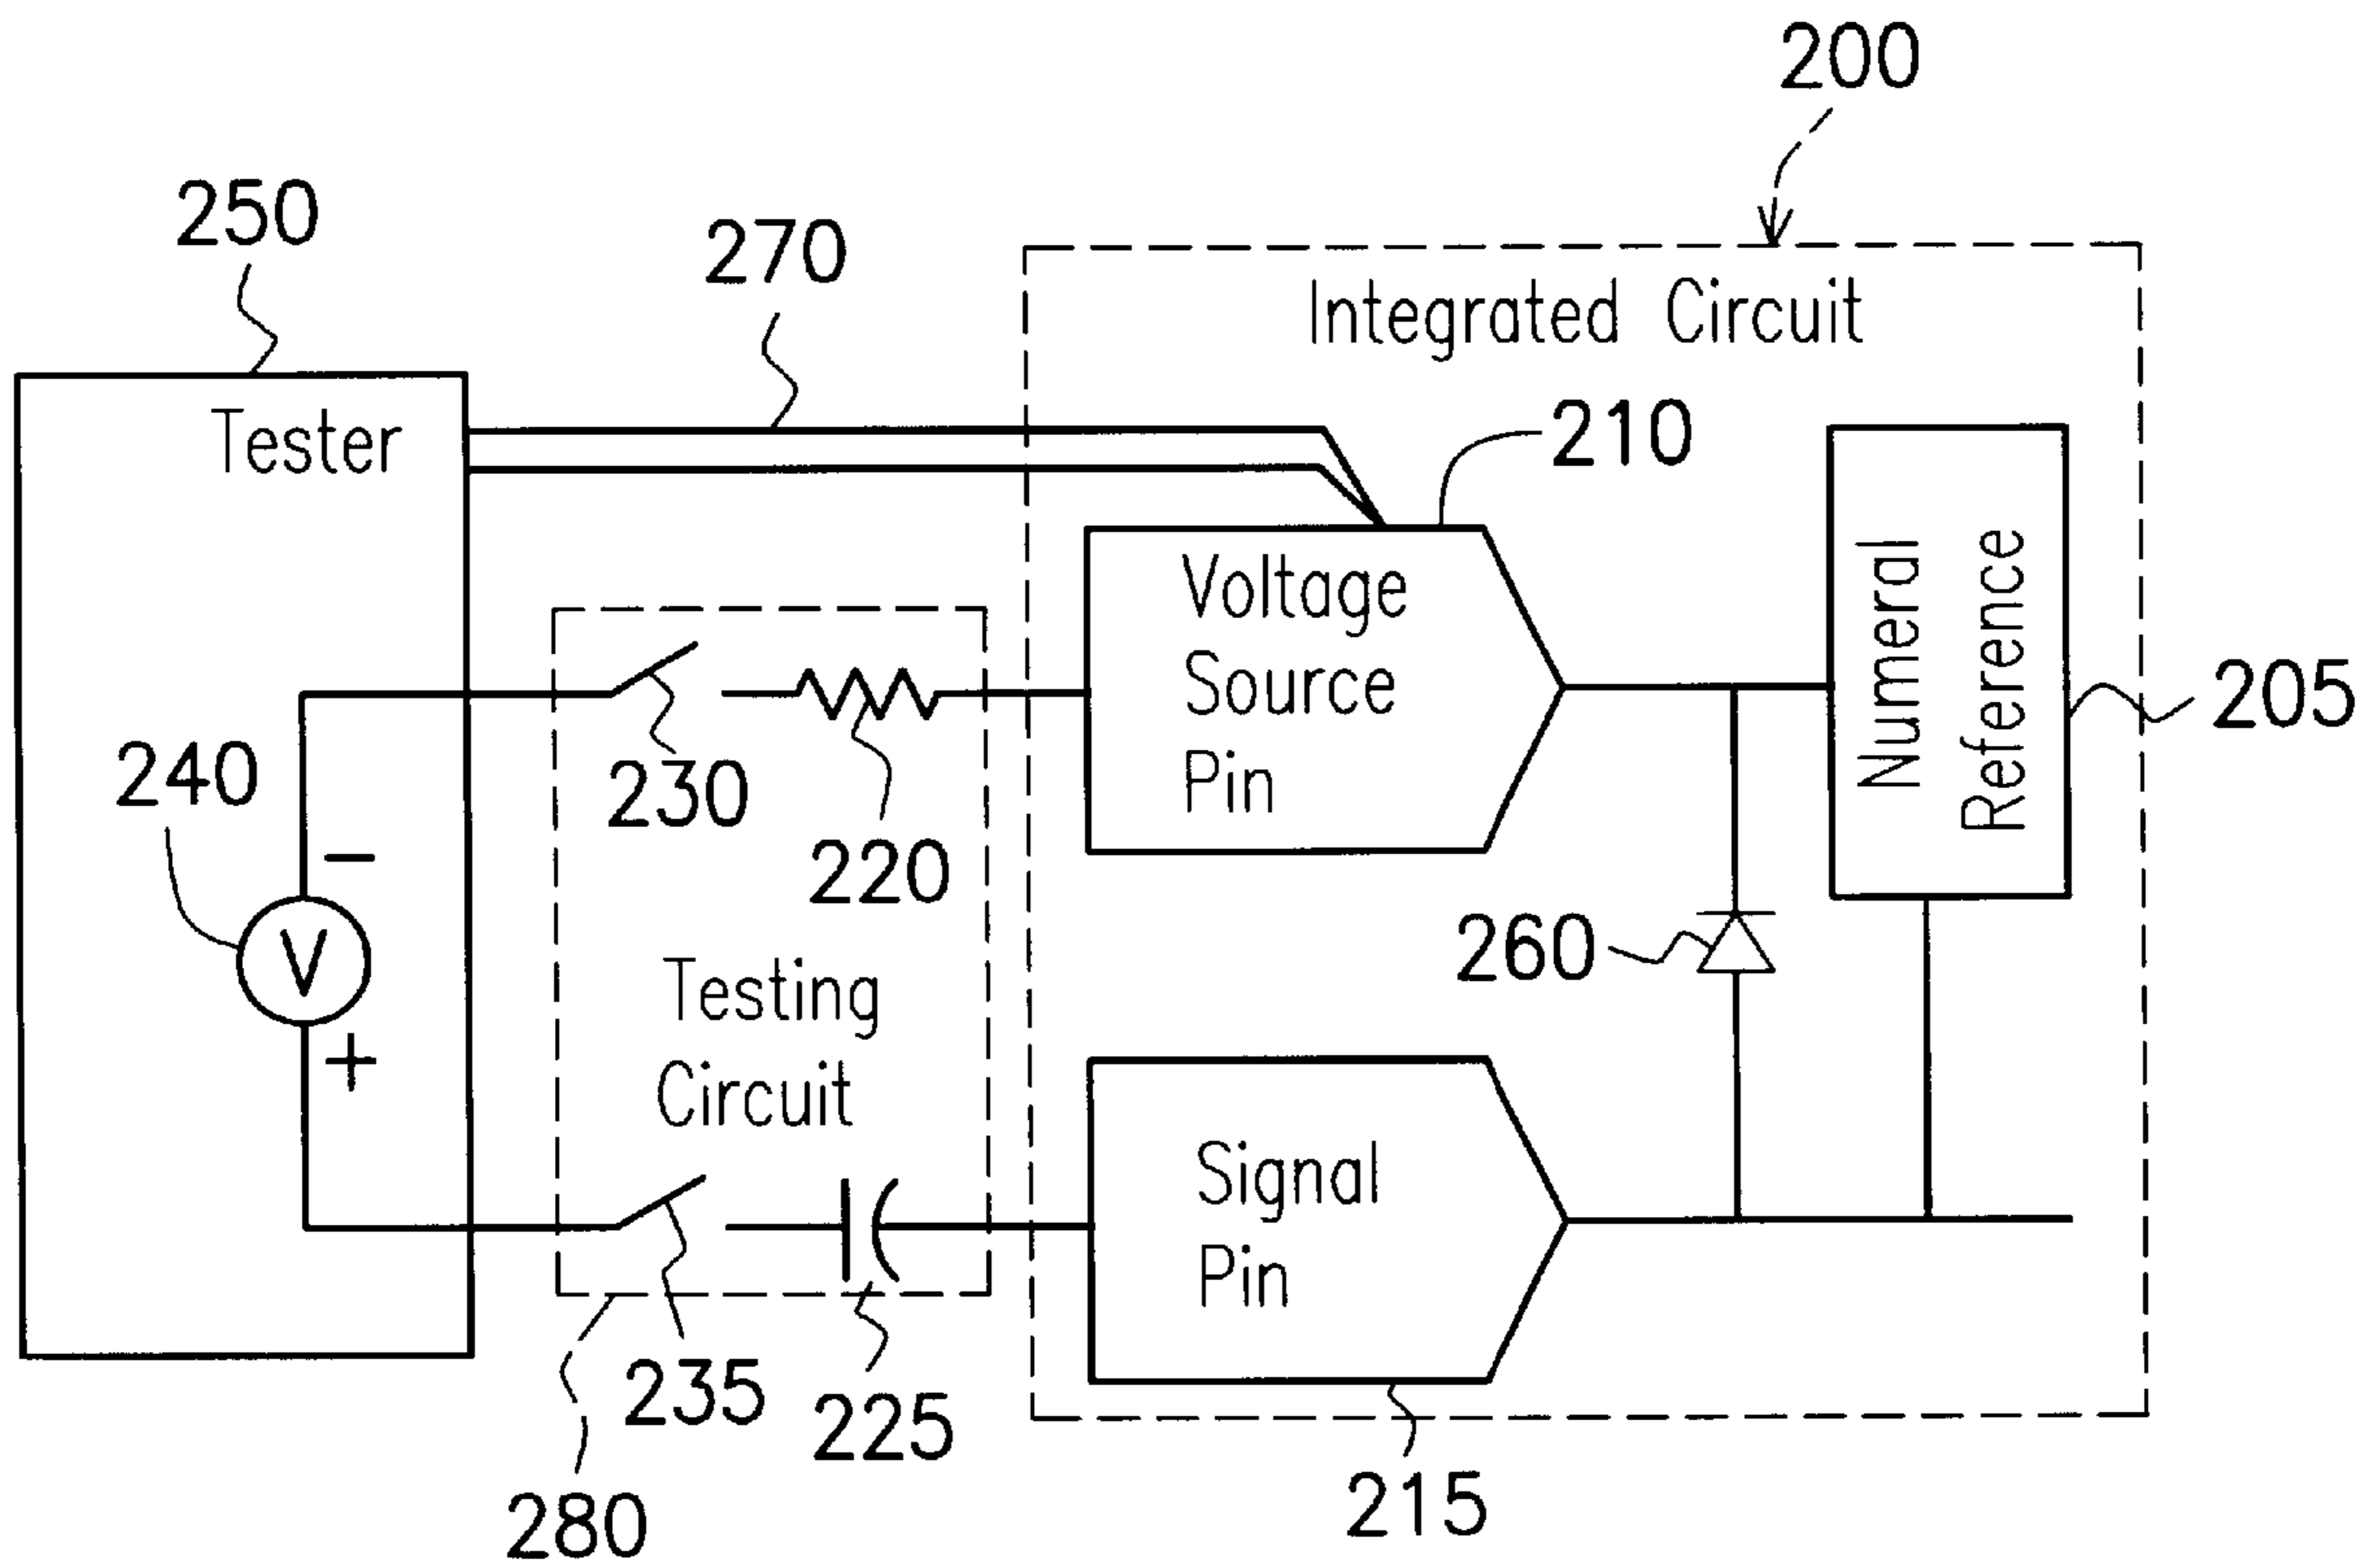 200
250
270
Integrated Circuit
210
Tester
Voltage
Source
Pin
Numeral
Reference
205
240
230
220
−
V
+
260
Testing
Circuit
Signal
Pin
235
225
215
280